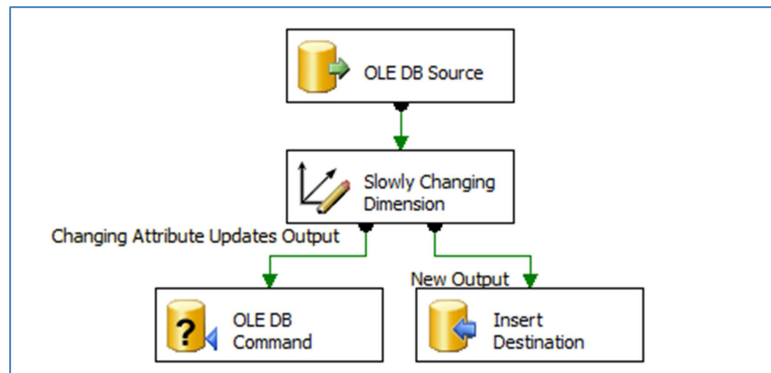 OLE DB Source
Slowly Changing
Dimension
Changing Attribute Updates Output
New Output
OLE DB
Command
Insert
Destination